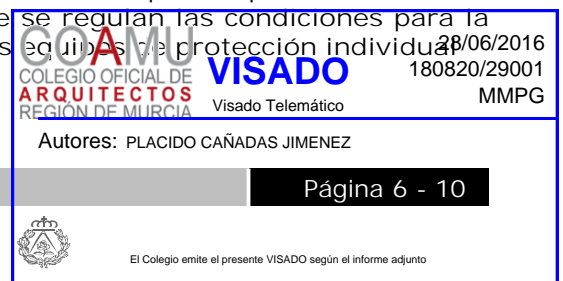 e se regulan las condiciones para la
s equipos de protección individual
COAMU
COLEGIO OFICIAL DE
ARQUITECTOS
REGIÓN DE MURCIA
VISADO
Visado Telemático
28/06/2016
180820/29001
MMPG
Autores: PLACIDO CAÑADAS JIMENEZ
Página 6 - 10
El Colegio emite el presente VISADO según el informe adjunto